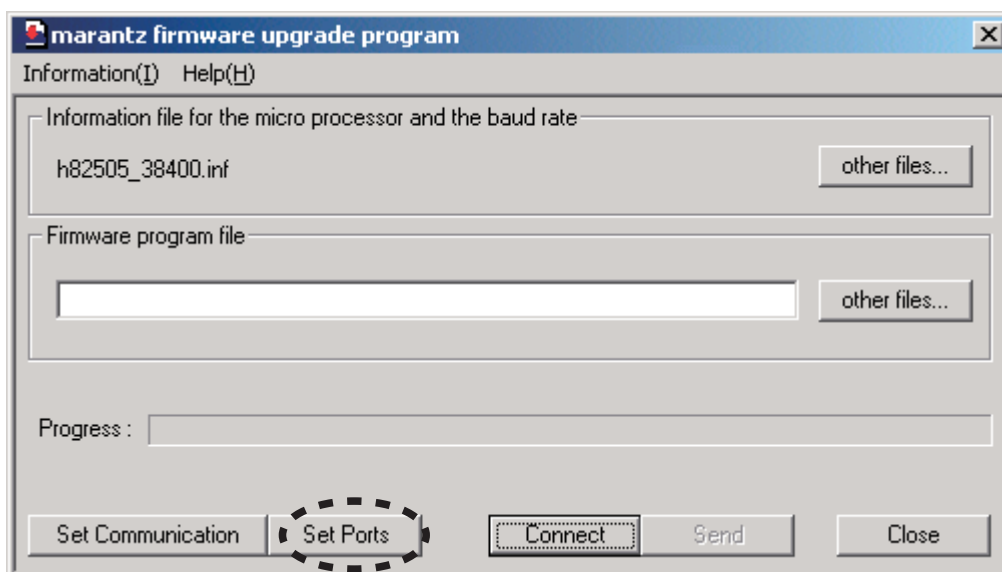 marantz firmware upgrade program
Information(I) Help(H)
Information file for the micro processor and the baud rate
h82505_38400.inf
other files...
Firmware program file
other files...
Progress :
Set Communication Set Ports Connect Send Close